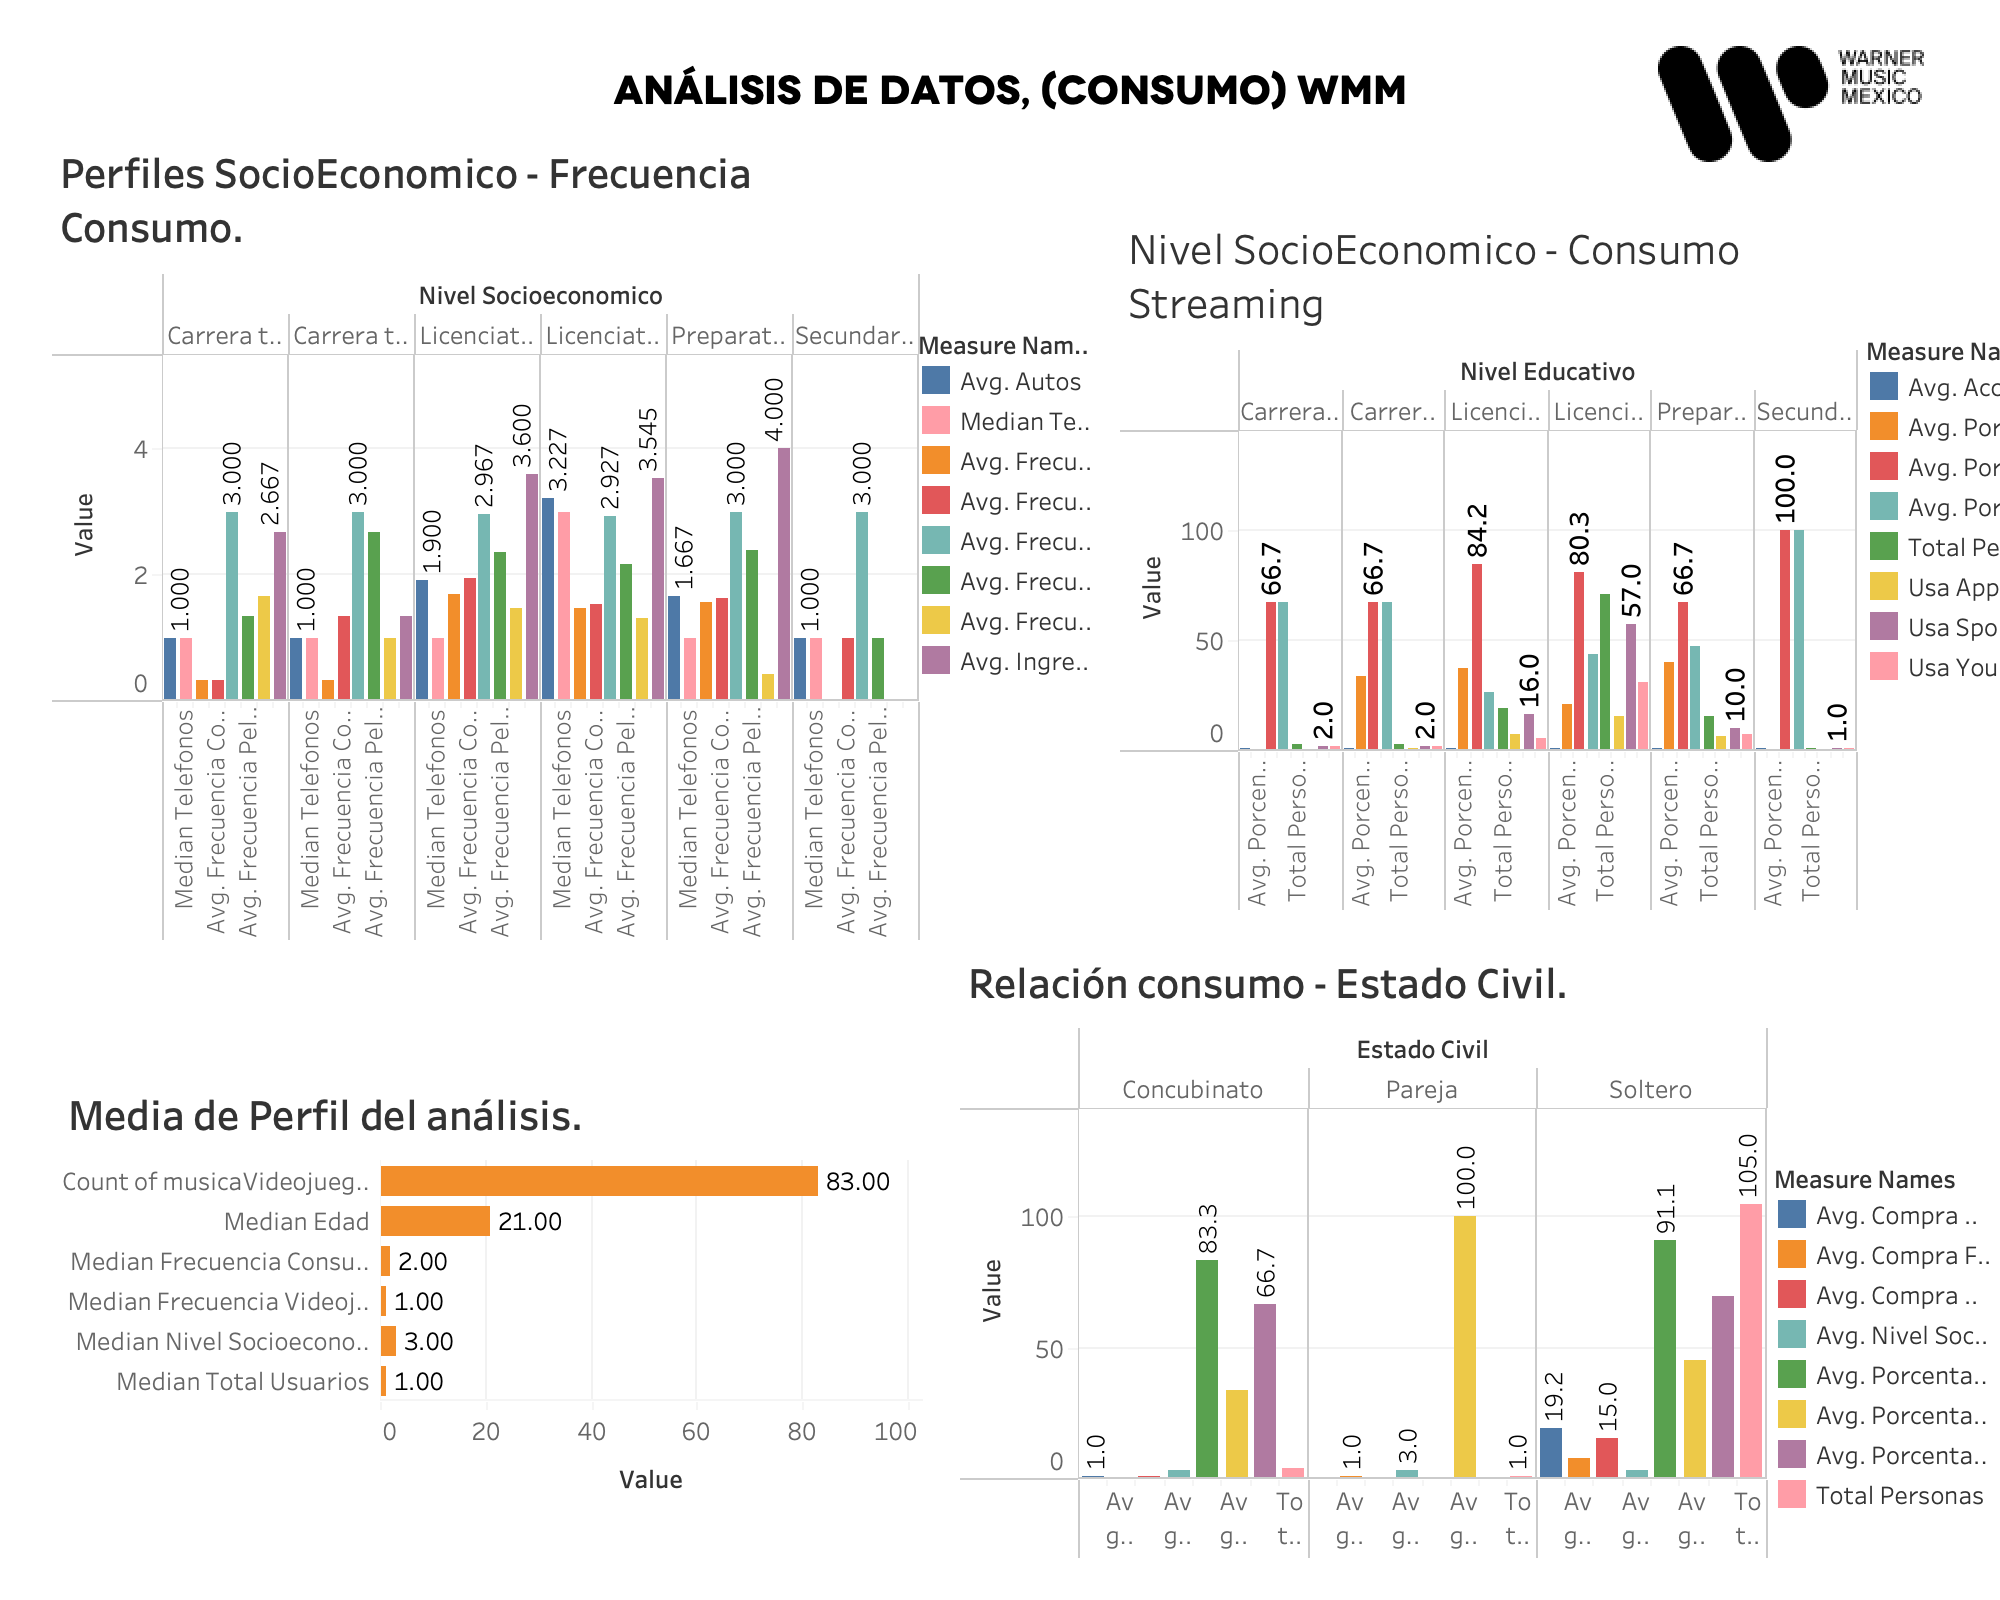 ANÁLISIS DE DATOS, (CONSUMO) WMM
WARNER
MUSIC
MEXICO
Perfiles SocioEconomico - Frecuencia
Consumo.
Nivel Socioeconomico
Carrera t.. Carrera t.. Licenciat.. Licenciat.. Preparat.. Secundar..
Value
4
2
0
1.000 3.000 2.667
1.000 3.000
1.900 2.967 3.600
3.227 2.927 3.545
1.667 3.000 4.000
1.000 3.000
Median Telefonos Avg. Frecuencia Co.. Avg. Frecuencia Pel..
Median Telefonos Avg. Frecuencia Co.. Avg. Frecuencia Pel..
Median Telefonos Avg. Frecuencia Co.. Avg. Frecuencia Pel..
Median Telefonos Avg. Frecuencia Co.. Avg. Frecuencia Pel..
Median Telefonos Avg. Frecuencia Co.. Avg. Frecuencia Pel..
Median Telefonos Avg. Frecuencia Co.. Avg. Frecuencia Pel..
Measure Nam..
Avg. Autos
Median Te..
Avg. Frecu..
Avg. Frecu..
Avg. Frecu..
Avg. Frecu..
Avg. Frecu..
Avg. Ingre..
Nivel SocioEconomico - Consumo
Streaming
Nivel Educativo
Carrera.. Carrer.. Licenci.. Licenci.. Prepar.. Secund..
Value
100
50
0
66.7 2.0
66.7 2.0
84.2 16.0
80.3 57.0
66.7 10.0
100.0 1.0
Avg. Porcen.. Total Perso..
Avg. Porcen.. Total Perso..
Avg. Porcen.. Total Perso..
Avg. Porcen.. Total Perso..
Avg. Porcen.. Total Perso..
Avg. Porcen.. Total Perso..
Measure Na
Avg. Acc
Avg. Por
Avg. Por
Avg. Por
Total Pe
Usa App
Usa Spo
Usa You
Media de Perfil del análisis.
Count of musicaVideojueg.. 83.00
Median Edad 21.00
Median Frecuencia Consu.. 2.00
Median Frecuencia Videoj.. 1.00
Median Nivel Socioecono.. 3.00
Median Total Usuarios 1.00
0 20 40 60 80 100
Value
Relación consumo - Estado Civil.
Estado Civil
Concubinato Pareja Soltero
Value
100
50
0
1.0 83.3 66.7
1.0 3.0 100.0 1.0
19.2 15.0 91.1 105.0
Av Av Av To Av Av Av To Av Av Av To
g.. g.. g.. t.. g.. g.. g.. t.. g.. g.. g.. t..
Measure Names
Avg. Compra ..
Avg. Compra F..
Avg. Compra ..
Avg. Nivel Soc..
Avg. Porcenta..
Avg. Porcenta..
Avg. Porcenta..
Total Personas